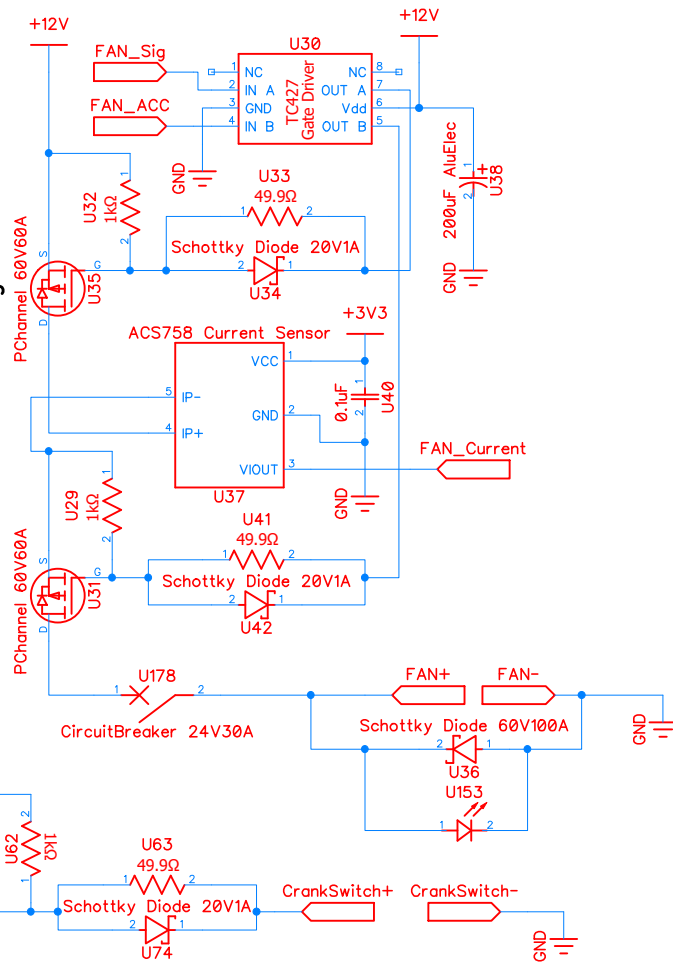 +12V
+12V
FAN_Sig
U30
1 NC
NC 8
2 IN A
OUT A 7
3 GND
Vdd 6
4 IN B
OUT B 5
TC427
Gate Driver
FAN_ACC
GND
200uF AluElec
1
+
2
U38
GND
U32
1kΩ
1
2
U33
49.9Ω
1
2
Schottky Diode 20V1A
2
1
U34
PChannel 60V60A
S
G
D
U35
ACS758 Current Sensor
+3V3
VCC 1
5 IP-
GND 2
4 IP+
VIOUT 3
U37
0.1uF
1
2
U40
GND
FAN_Current
U29
1kΩ
1
2
U41
49.9Ω
1
2
Schottky Diode 20V1A
2
1
U42
PChannel 60V60A
S
G
D
U31
U178
1
2
CircuitBreaker 24V30A
FAN+
FAN-
GND
Schottky Diode 60V100A
2
1
U36
U153
1
2
U62
1kΩ
2
1
U63
49.9Ω
1
2
Schottky Diode 20V1A
2
1
U74
CrankSwitch+
CrankSwitch-
GND